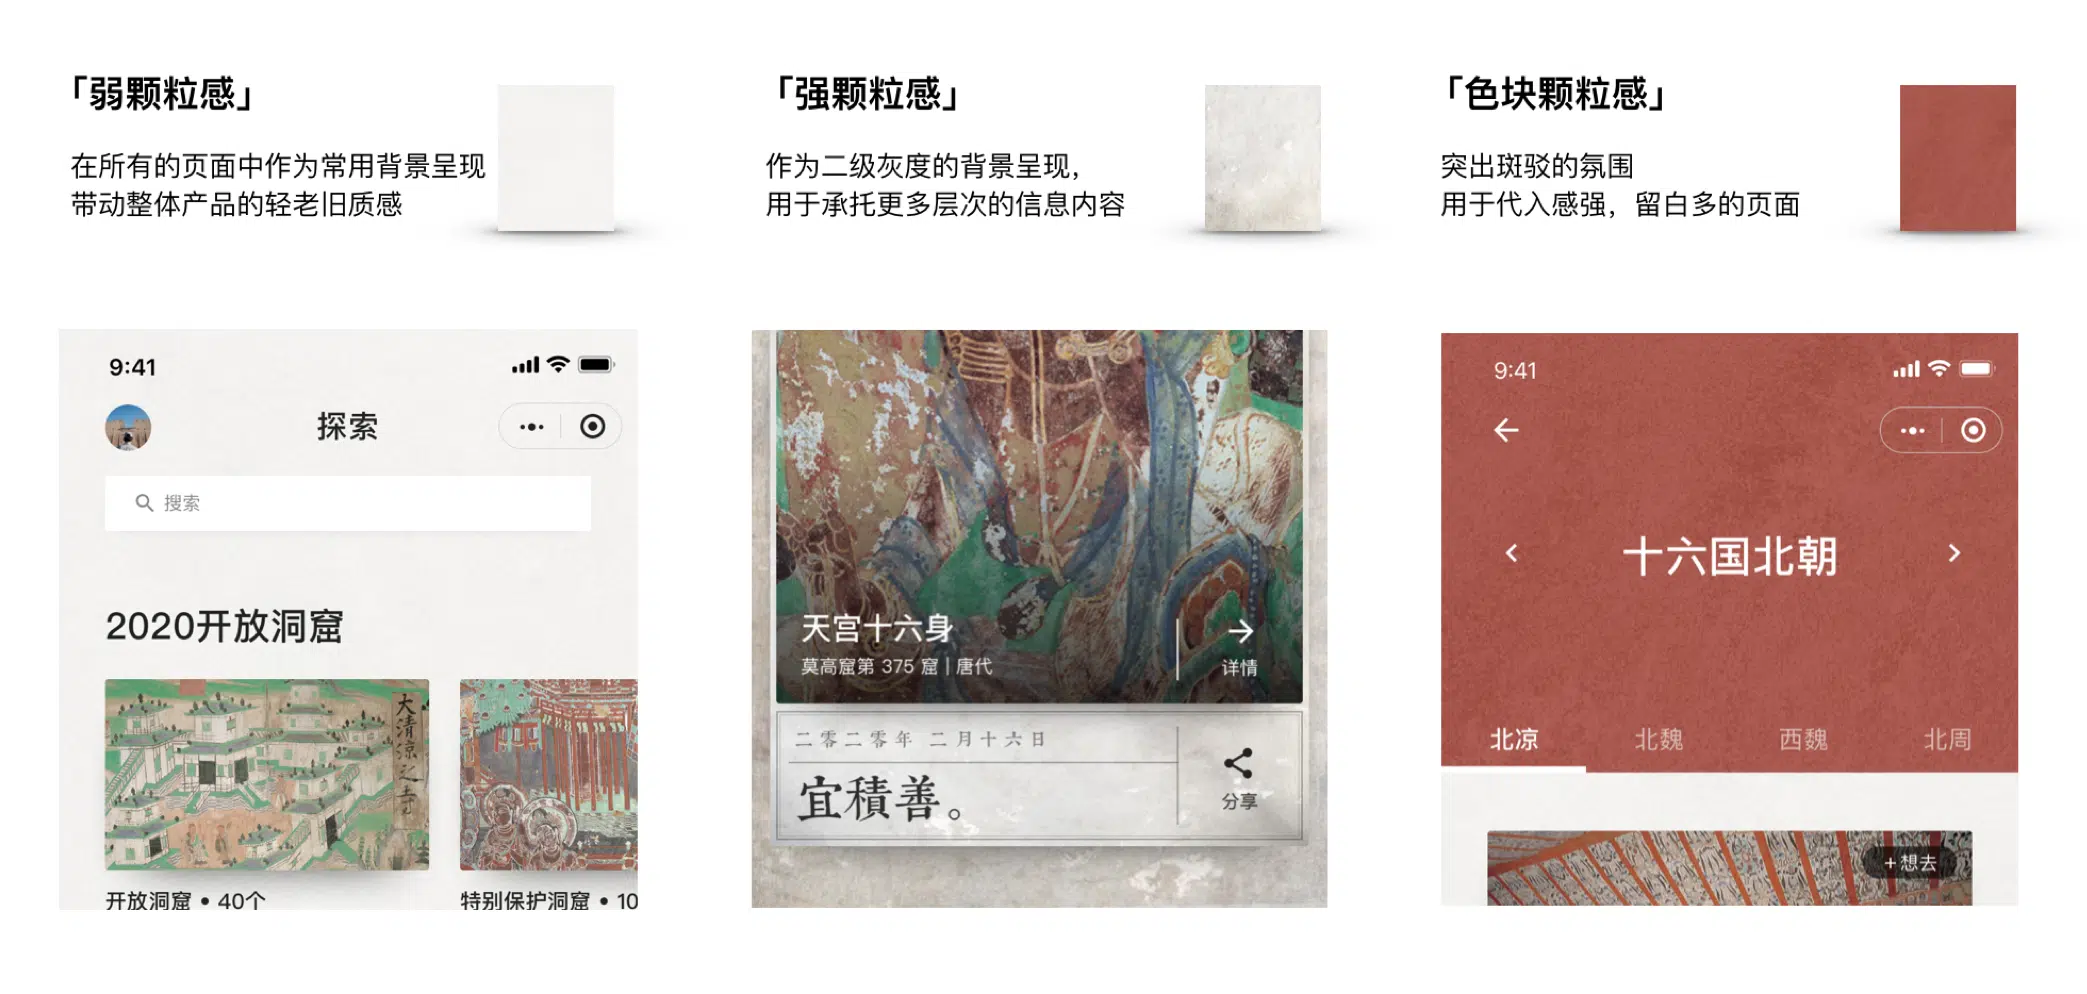 「弱颗粒感」
在所有的页面中作为常用背景呈现
带动整体产品的轻老旧质感
「强颗粒感」
作为二级灰度的背景呈现，
用于承托更多层次的信息内容
「色块颗粒感」
突出斑驳的氛围
用于代入感强，留白多的页面
9:41
探索
搜索
2020开放洞窟
大清凉之寺
开放洞窟 • 40个
特别保护洞窟 • 10
天宫十六身
莫高窟第 375 窟 | 唐代
详情
二零二零年 二月十六日
宜積善。
分享
9:41
十六国北朝
北凉
北魏
西魏
北周
+想去